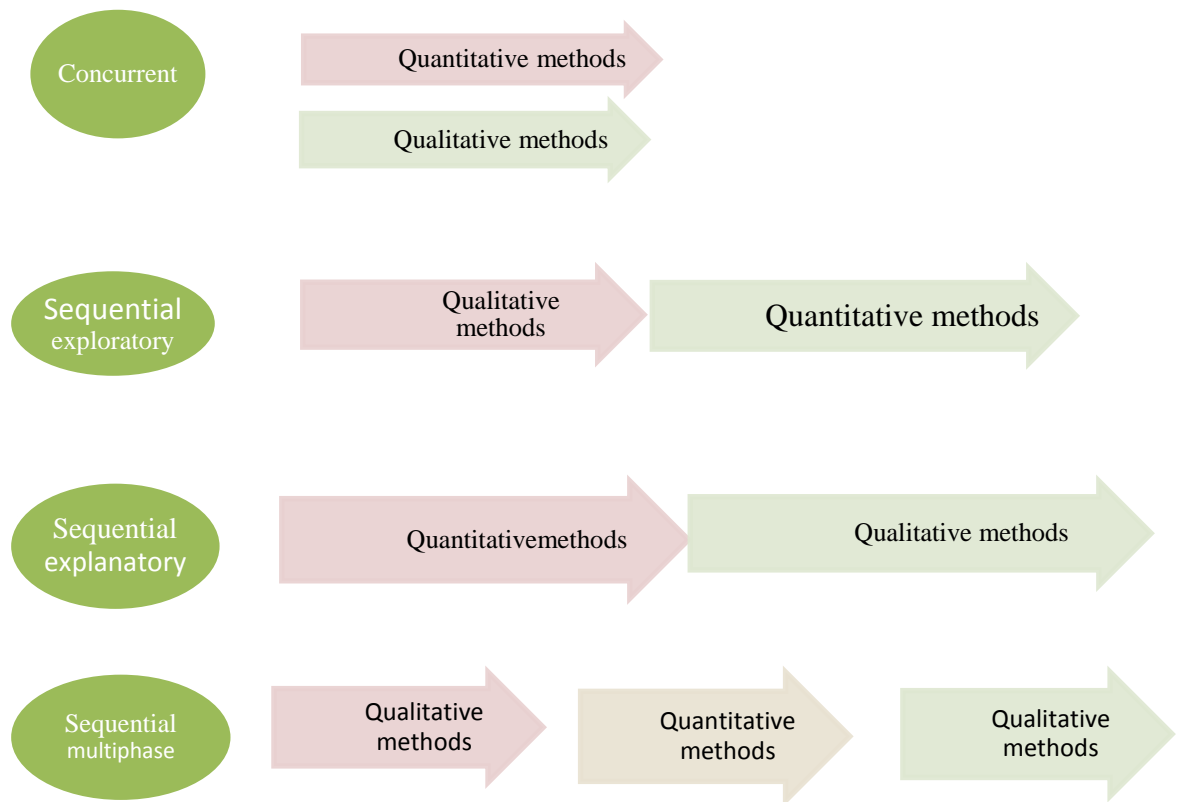 Concurrent
Quantitative methods
Qualitative methods
Sequential
exploratory
Qualitative
methods
Quantitative methods
Sequential
explanatory
Quantitativemethods
Qualitative methods
Sequential
multiphase
Qualitative
methods
Quantitative
methods
Qualitative
methods